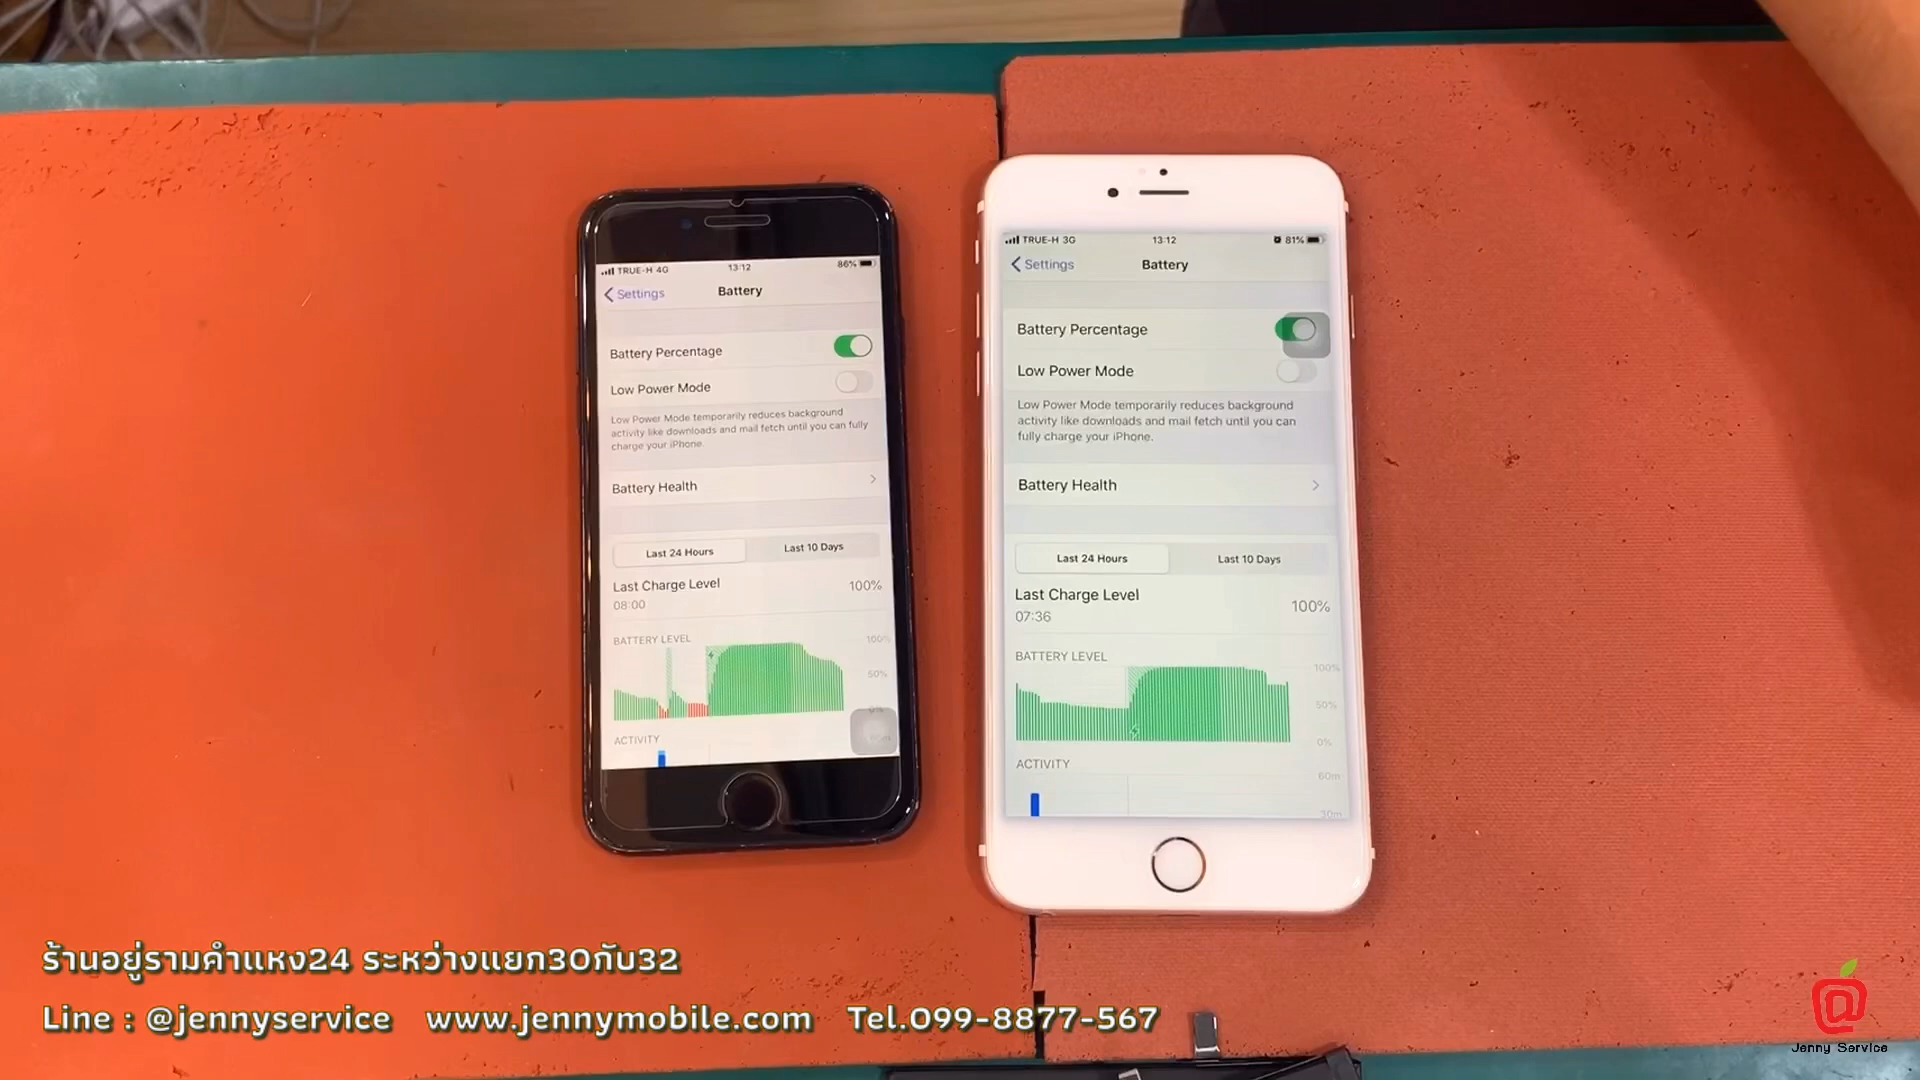 TRUE-H 4G 13:12 86%
Settings Battery
Battery Percentage
Low Power Mode
Low Power Mode temporarily reduces background
activity like downloads and mail fetch until you can fully
charge your iPhone.
Battery Health
Last 24 Hours Last 10 Days
Last Charge Level 100%
08:00
BATTERY LEVEL 100%
50%
0%
ACTIVITY
TRUE-H 3G 13:12 81%
Settings Battery
Battery Percentage
Low Power Mode
Low Power Mode temporarily reduces background
activity like downloads and mail fetch until you can
fully charge your iPhone.
Battery Health
Last 24 Hours Last 10 Days
Last Charge Level 100%
07:36
BATTERY LEVEL 100%
50%
0%
ACTIVITY
60m
30m
ร้านอยู่รามคำแหง24 ระหว่างแยก30กับ32
Line : @jennyservice www.jennymobile.com Tel.099-8877-567
Jenny Service